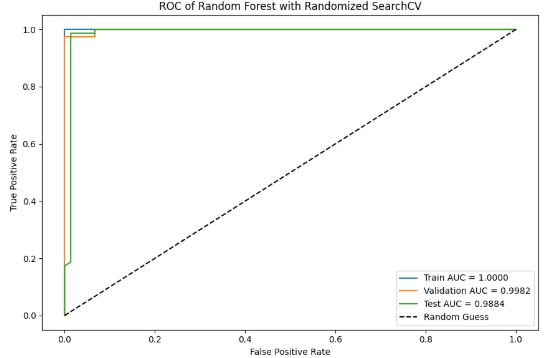 ROC of Random Forest with Randomized SearchCV
True Positive Rate
1.0
0.8
0.6
0.4
0.2
0.0
0.0 0.2 0.4 0.6 0.8 1.0
False Positive Rate
Train AUC = 1.0000
Validation AUC = 0.9982
Test AUC = 0.9884
Random Guess